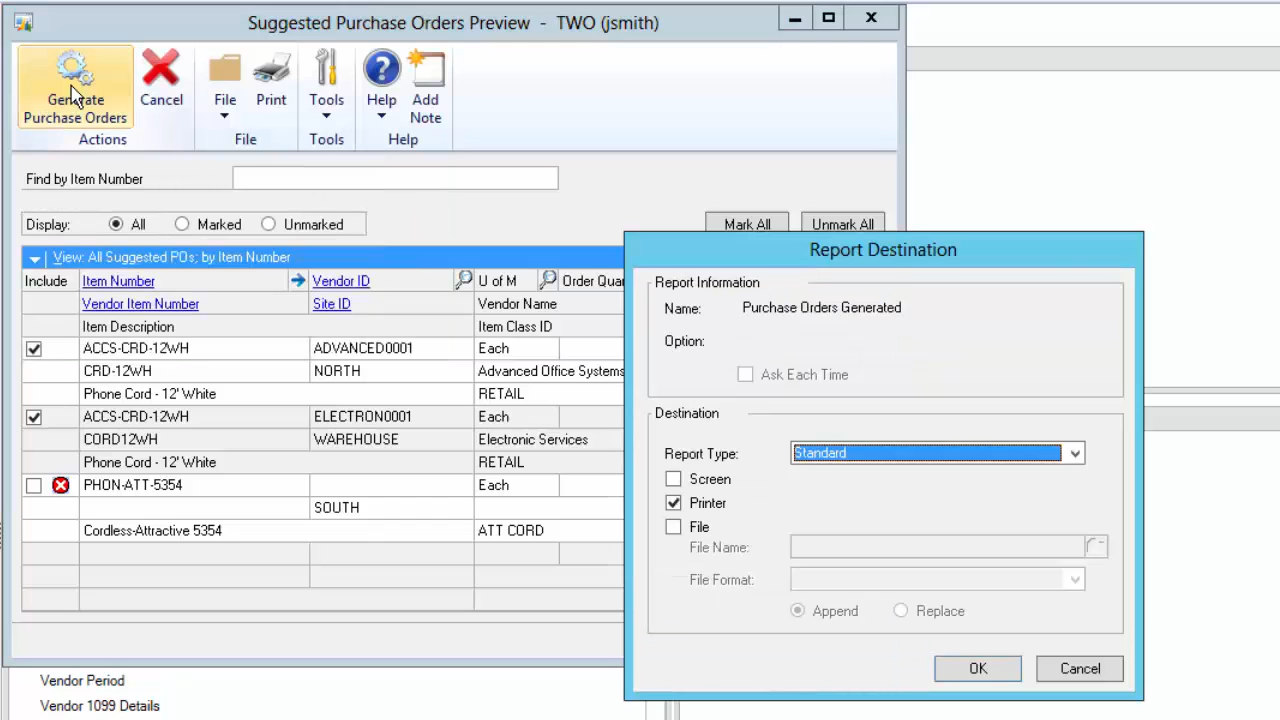 Suggested Purchase Orders Preview - TWO (jsmith)
Generate Purchase Orders
Cancel
File
Print
Tools
Help
Add Note
Actions
File
Tools
Help
Find by Item Number
Display: All Marked Unmarked
Mark All Unmark All
View: All Suggested POs; by Item Number
Include Item Number Vendor ID U of M Order Quan
Vendor Item Number Site ID Vendor Name
Item Description Item Class ID
ACCS-CRD-12WH ADVANCED0001 Each
CRD-12WH NORTH Advanced Office Systems
Phone Cord - 12' White RETAIL
ACCS-CRD-12WH ELECTRON0001 Each
CORD12WH WAREHOUSE Electronic Services
Phone Cord - 12' White RETAIL
PHON-ATT-5354 Each
SOUTH
Cordless-Attractive 5354 ATT CORD
Report Destination
Report Information
Name: Purchase Orders Generated
Option:
Ask Each Time
Destination
Report Type: Standard
Screen
Printer
File
File Name:
File Format:
Append Replace
OK Cancel
Vendor Period
Vendor 1099 Details